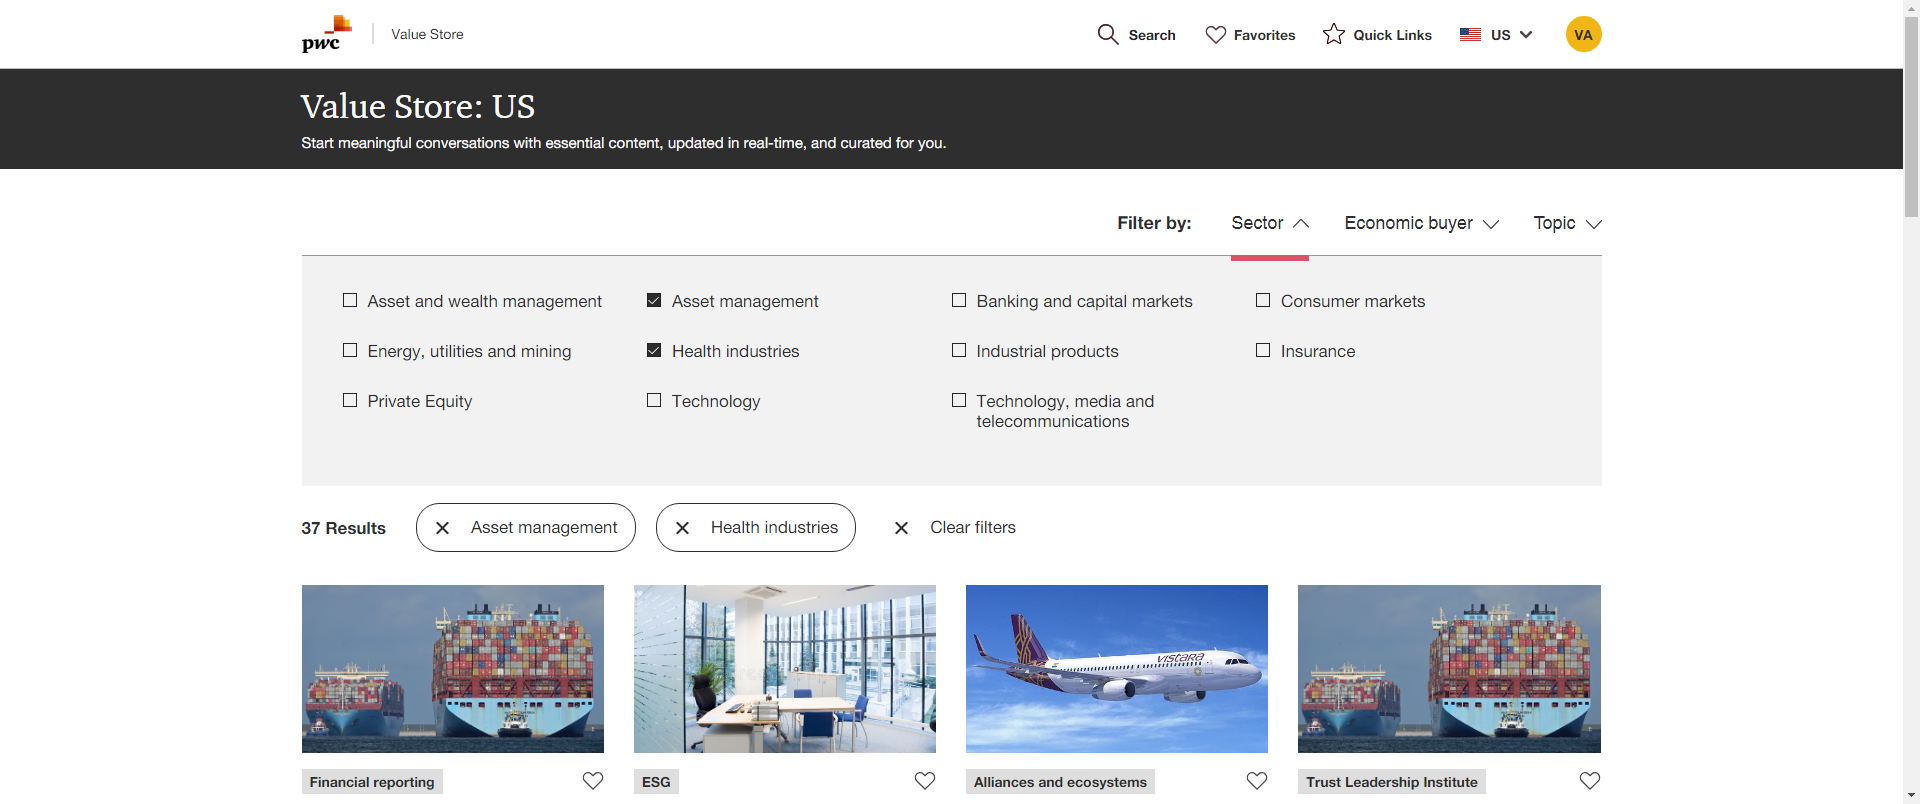 pwc
Value Store
Search
Favorites
Quick Links
US
VA
Value Store: US
Start meaningful conversations with essential content, updated in real-time, and curated for you.
Filter by:
Sector
Economic buyer
Topic
Asset and wealth management
Asset management
Banking and capital markets
Consumer markets
Energy, utilities and mining
Health industries
Industrial products
Insurance
Private Equity
Technology
Technology, media and
telecommunications
37 Results
Asset management
Health industries
Clear filters
vistara
Financial reporting
ESG
Alliances and ecosystems
Trust Leadership Institute